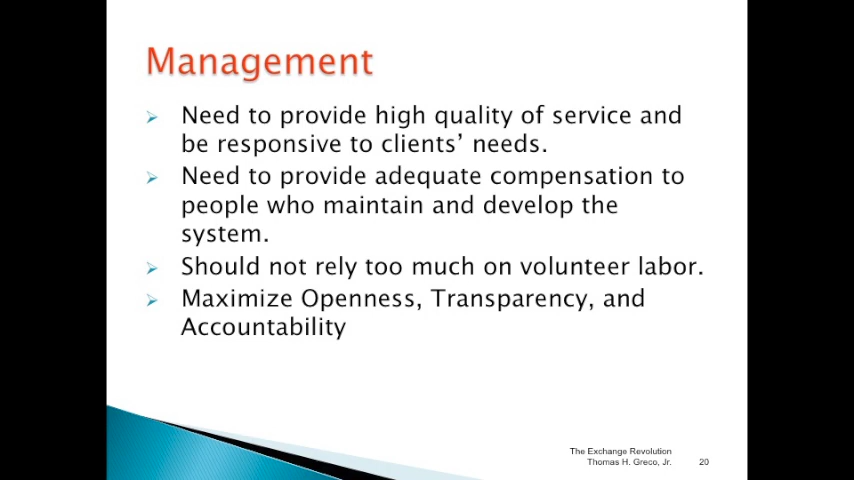 Management
Need to provide high quality of service and
be responsive to clients’ needs.
Need to provide adequate compensation to
people who maintain and develop the
system.
Should not rely too much on volunteer labor.
Maximize Openness, Transparency, and
Accountability
The Exchange Revolution
Thomas H. Greco, Jr.
20